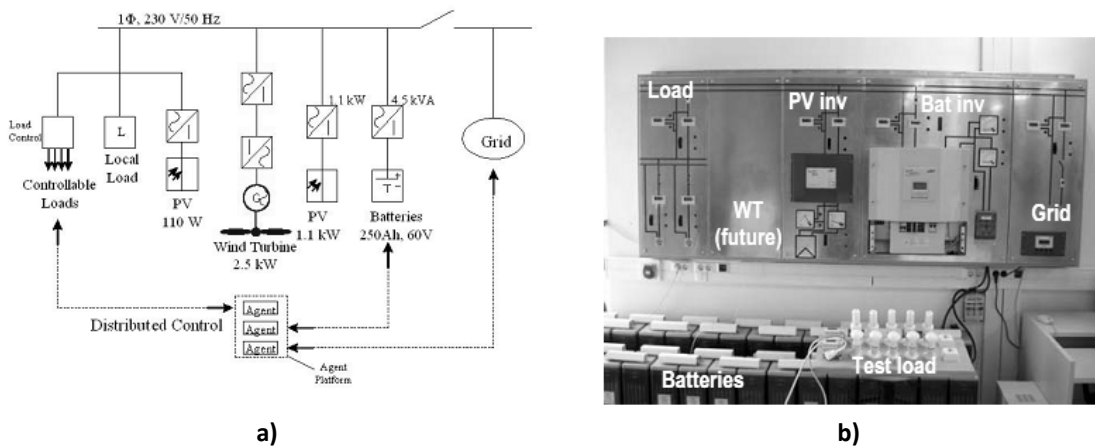 1Φ, 230 V/50 Hz
1.1 kW
4.5 kVA
Load
Control
L
Local
Load
Controllable
Loads
PV
110 W
G
Wind Turbine
2.5 kW
PV
1.1 kW
Batteries
250Ah, 60V
Grid
Distributed Control
Agent
Agent
Agent
Agent
Platform
a)
Load
PV inv
Bat inv
WT
(future)
Grid
Batteries
Test load
b)